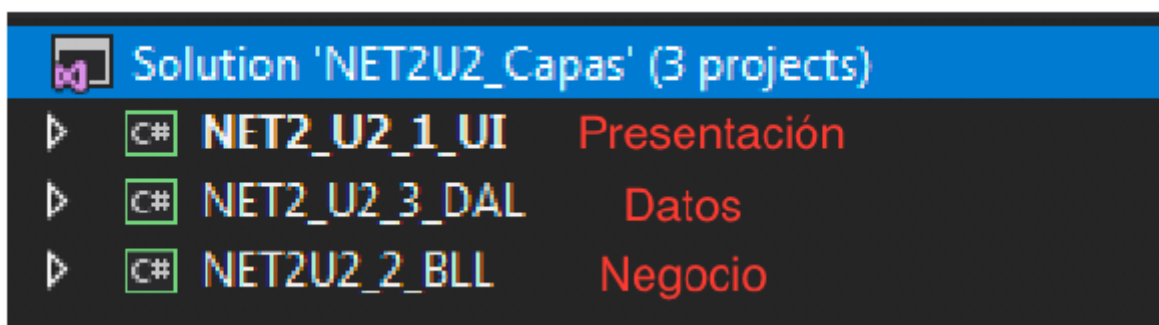 Solution 'NET2U2_Capas' (3 projects)
C# NET2_U2_1_UI Presentación
C# NET2_U2_3_DAL Datos
C# NET2U2_2_BLL Negocio